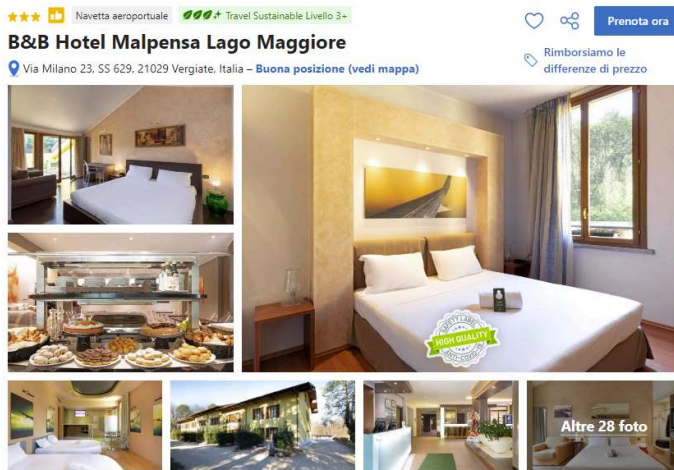 Navetta aeroportuale
Travel Sustainable Livello 3+
Prenota ora
B&B Hotel Malpensa Lago Maggiore
Rimborsiamo le
differenze di prezzo
Via Milano 23, SS 629, 21029 Vergiate, Italia – Buona posizione (vedi mappa)
HIGH QUALITY
Altre 28 foto